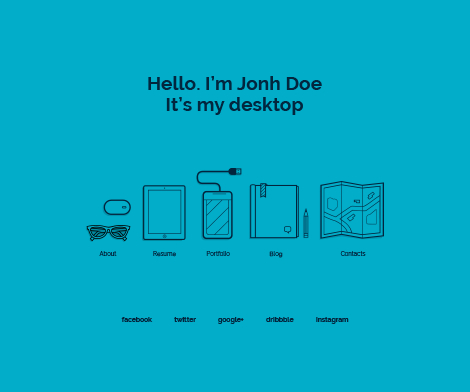 Hello. I'm Jonh Doe
It's my desktop
About Resume Portfolio Blog Contacts
facebook twitter google+ dribbble instagram